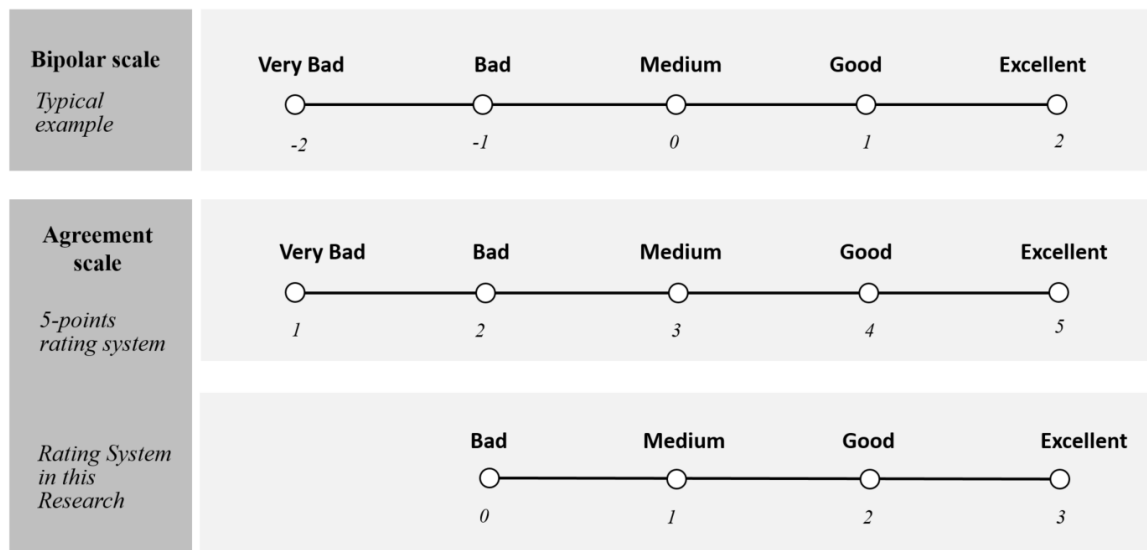 Bipolar scale
Typical
example
Very Bad Bad Medium Good Excellent
-2 -1 0 1 2
Agreement
scale
5-points
rating system
Very Bad Bad Medium Good Excellent
1 2 3 4 5
Rating System
in this
Research
Bad Medium Good Excellent
0 1 2 3